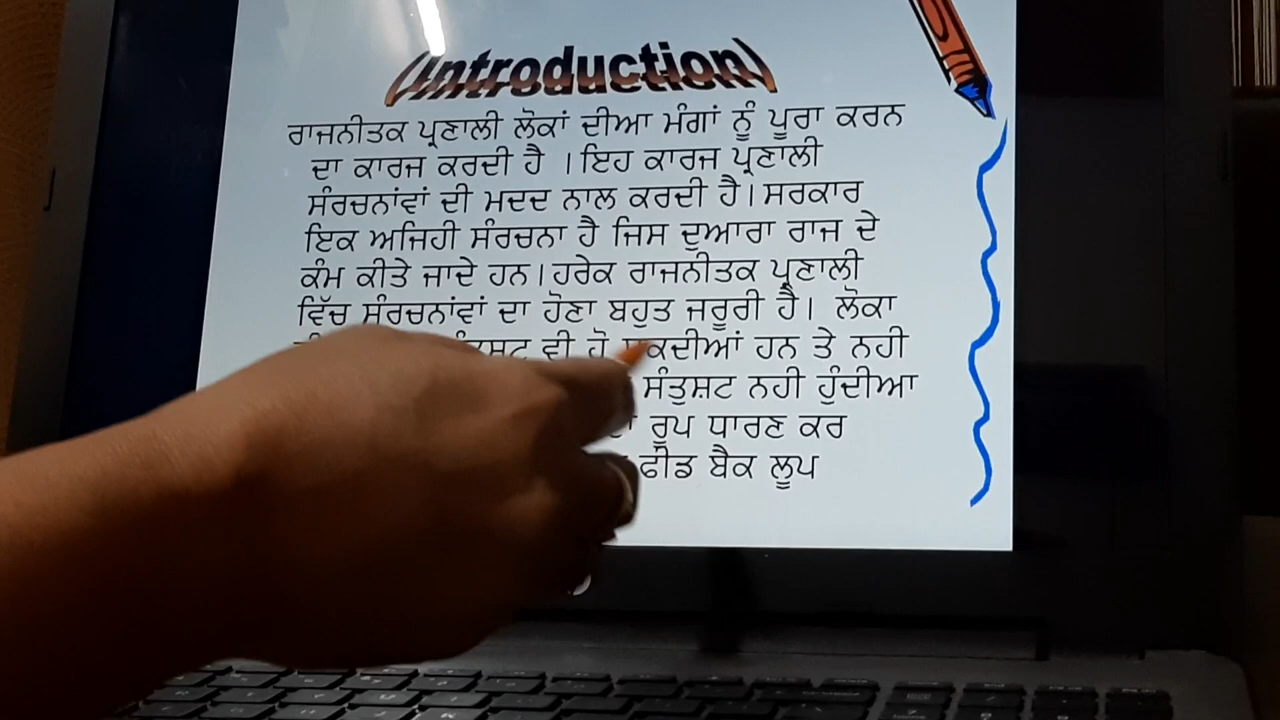 (Introduction)
ਰਾਜਨੀਤਕ ਪ੍ਰਣਾਲੀ ਲੋਕਾਂ ਦੀਆ ਮੰਗਾਂ ਨੂੰ ਪੂਰਾ ਕਰਨ
ਦਾ ਕਾਰਜ ਕਰਦੀ ਹੈ । ਇਹ ਕਾਰਜ ਪ੍ਰਣਾਲੀ
ਸੰਰਚਨਾਂਵਾਂ ਦੀ ਮਦਦ ਨਾਲ ਕਰਦੀ ਹੈ। ਸਰਕਾਰ
ਇਕ ਅਜਿਹੀ ਸੰਰਚਨਾ ਹੈ ਜਿਸ ਦੁਆਰਾ ਰਾਜ ਦੇ
ਕੰਮ ਕੀਤੇ ਜਾਦੇ ਹਨ। ਹਰੇਕ ਰਾਜਨੀਤਕ ਪ੍ਰਣਾਲੀ
ਵਿੱਚ ਸੰਰਚਨਾਂਵਾਂ ਦਾ ਹੋਣਾ ਬਹੁਤ ਜਰੂਰੀ ਹੈ। ਲੋਕਾ
ਵੀ ਹੋ ਸਕਦੀਆਂ ਹਨ ਤੇ ਨਹੀ
ਸੰਤੁਸ਼ਟ ਨਹੀ ਹੁੰਦੀਆ
ਰੂਪ ਧਾਰਣ ਕਰ
ਫੀਡ ਬੈਕ ਲੂਪ